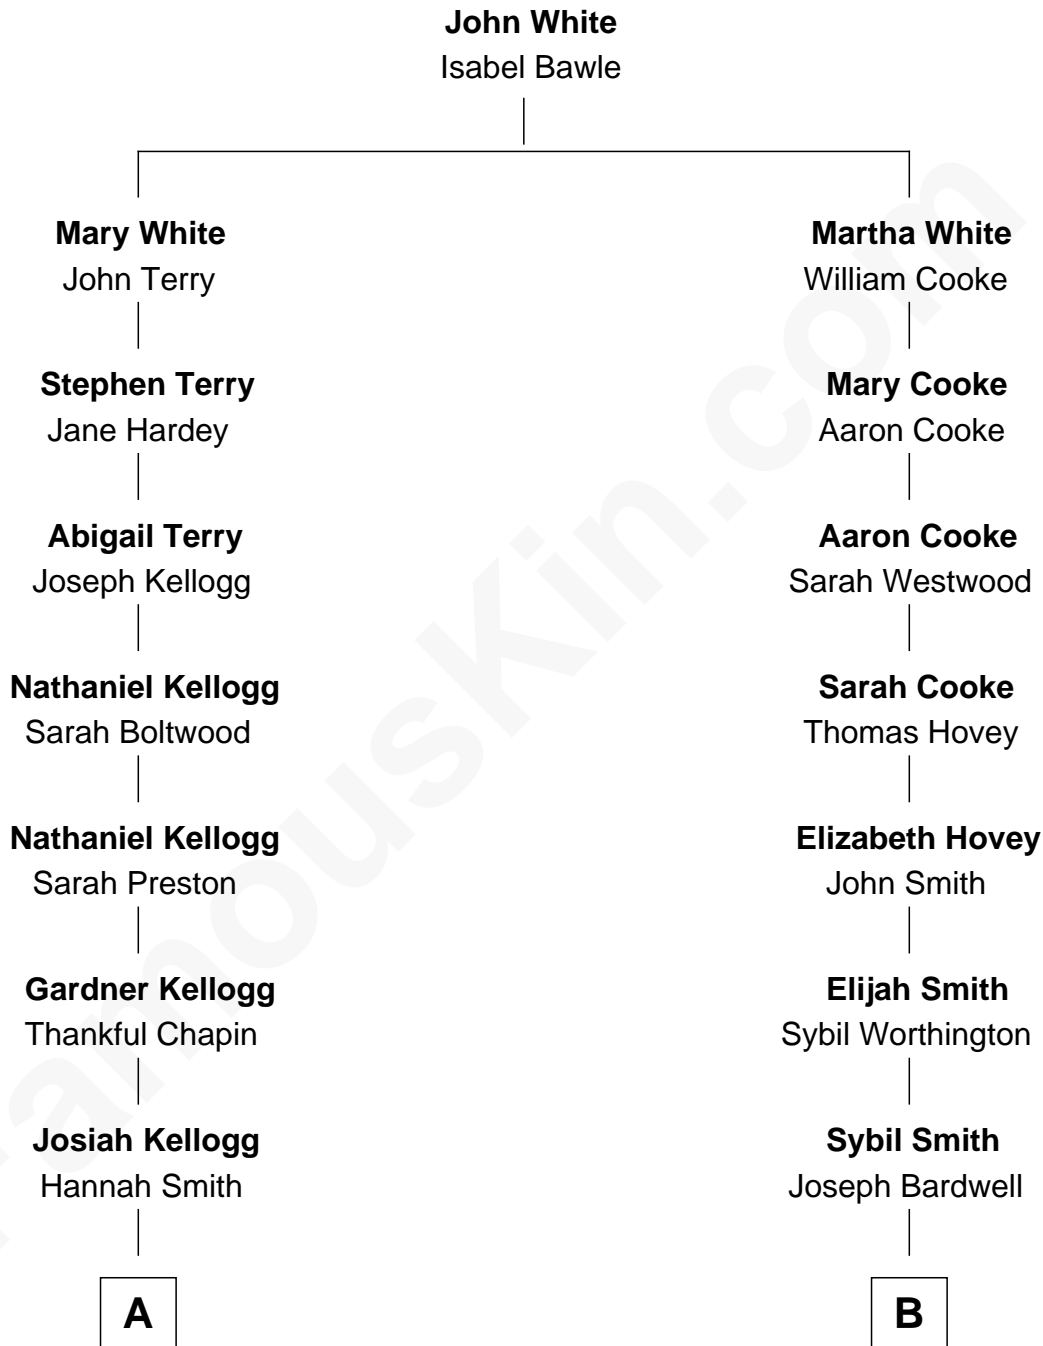 John White
Isabel Bawle
Mary White
John Terry
Martha White
William Cooke
Stephen Terry
Jane Hardey
Mary Cooke
Aaron Cooke
Abigail Terry
Joseph Kellogg
Aaron Cooke
Sarah Westwood
Nathaniel Kellogg
Sarah Boltwood
Sarah Cooke
Thomas Hovey
Nathaniel Kellogg
Sarah Preston
Elizabeth Hovey
John Smith
Gardner Kellogg
Thankful Chapin
Elijah Smith
Sybil Worthington
Josiah Kellogg
Hannah Smith
Sybil Smith
Joseph Bardwell
A
B
FamousKin.com